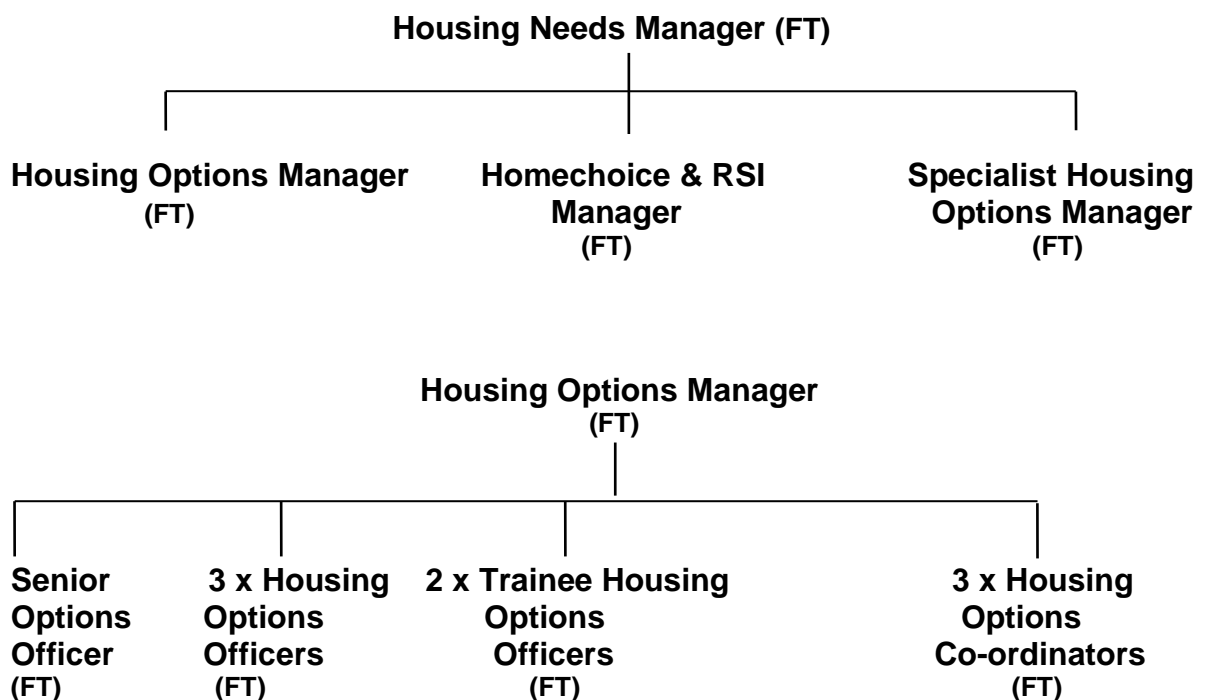 Housing Needs Manager (FT)
Housing Options Manager
(FT)
Homechoice & RSI
Manager
(FT)
Specialist Housing
Options Manager
(FT)
Housing Options Manager
(FT)
Senior
Options
Officer
(FT)
3 x Housing
Options
Officers
(FT)
2 x Trainee Housing
Options
Officers
(FT)
3 x Housing
Options
Co-ordinators
(FT)